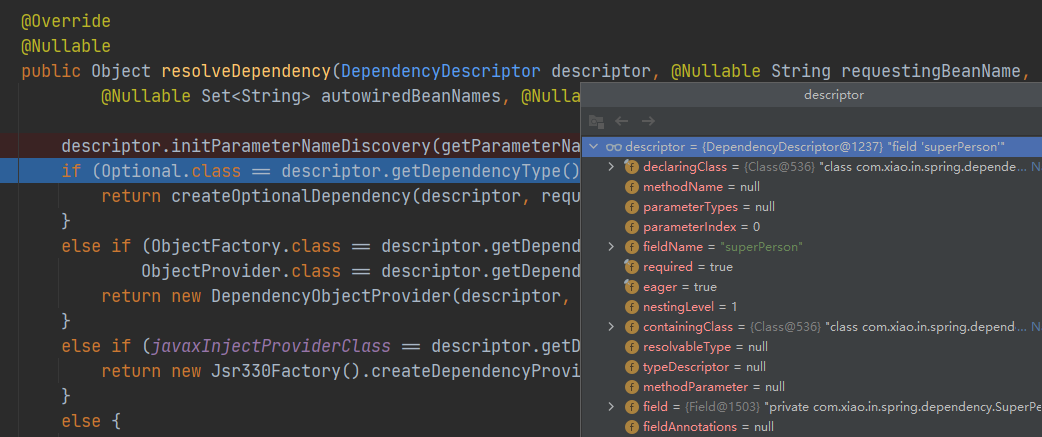 @Override
@Nullable
public Object resolveDependency(DependencyDescriptor descriptor, @Nullable String requestingBeanName,
@Nullable Set<String> autowiredBeanNames, @Nulla
descriptor.initParameterNameDiscovery(getParameterNa
if (Optional.class == descriptor.getDependencyType()
return createOptionalDependency(descriptor, requ
}
else if (ObjectFactory.class == descriptor.getDepend
ObjectProvider.class == descriptor.getDepend
return new DependencyObjectProvider(descriptor,
}
else if (javaxInjectProviderClass == descriptor.getD
return new Jsr330Factory().createDependencyProvi
}
else {
descriptor
descriptor = {DependencyDescriptor@1237} "field 'superPerson'"
declaringClass = {Class@536} "class com.xiao.in.spring.depende... N
methodName = null
parameterTypes = null
parameterIndex = 0
fieldName = "superPerson"
required = true
eager = true
nestingLevel = 1
containingClass = {Class@536} "class com.xiao.in.spring.depend... N
resolvableType = null
typeDescriptor = null
methodParameter = null
field = {Field@1503} "private com.xiao.in.spring.dependency.SuperPe
fieldAnnotations = null